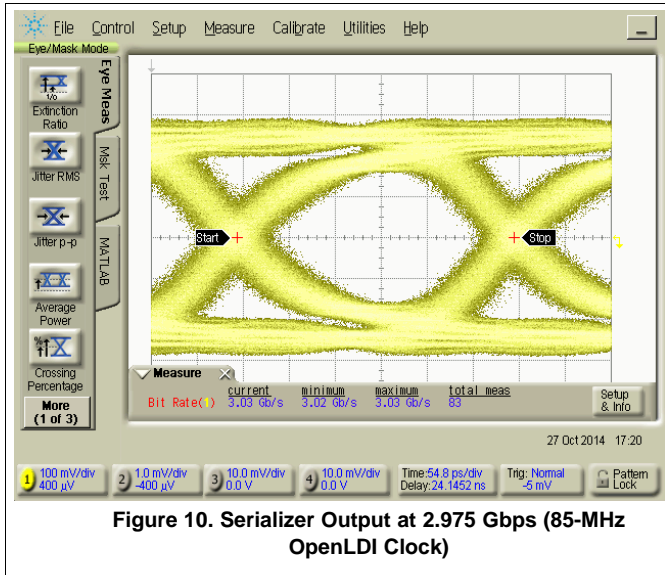 File Control Setup Measure Calibrate Utilities Help
Eye/Mask Mode
Eye Meas
Msk Test
MATLAB
1/0
Extinction
Ratio
Jitter RMS
Jitter p-p
Average
Power
%
Crossing
Percentage
More
(1 of 3)
Start
Stop
Measure
current minimum maximum total meas
Bit Rate(1) 3.03 Gb/s 3.02 Gb/s 3.03 Gb/s 83
Setup
& Info
27 Oct 2014 17:20
1 100 mV/div
400 µV
2 1.0 mV/div
-400 µV
3 10.0 mV/div
0.0 V
4 10.0 mV/div
0.0 V
Time:54.8 ps/div
Delay:24.1452 ns
Trig: Normal
-5 mV
Pattern
Lock
Figure 10. Serializer Output at 2.975 Gbps (85-MHz
OpenLDI Clock)